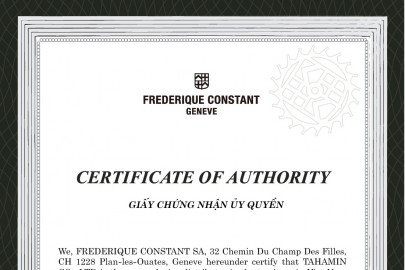 FREDERIQUE CONSTANT
GENEVE
CERTIFICATE OF AUTHORITY
GIẤY CHỨNG NHẬN ỦY QUYỀN
We, FREDERIQUE CONSTANT SA, 32 Chemin Du Champ Des Filles,
CH 1228 Plan-les-Ouates, Geneve hereunder certify that TAHAMIN